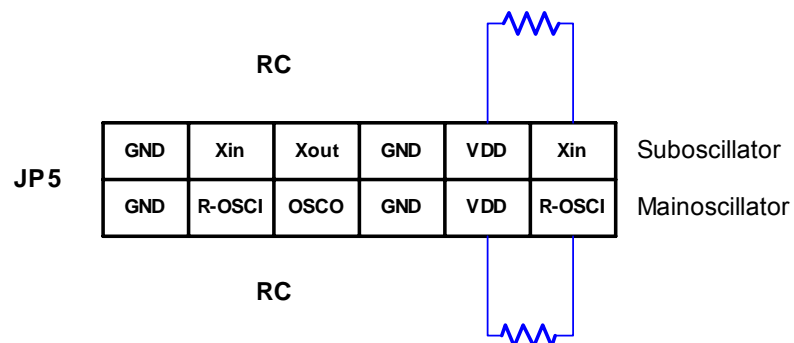 RC
GND Xin Xout GND VDD Xin Suboscillator
JP5
GND R-OSCI OSCO GND VDD R-OSCI Mainoscillator
RC